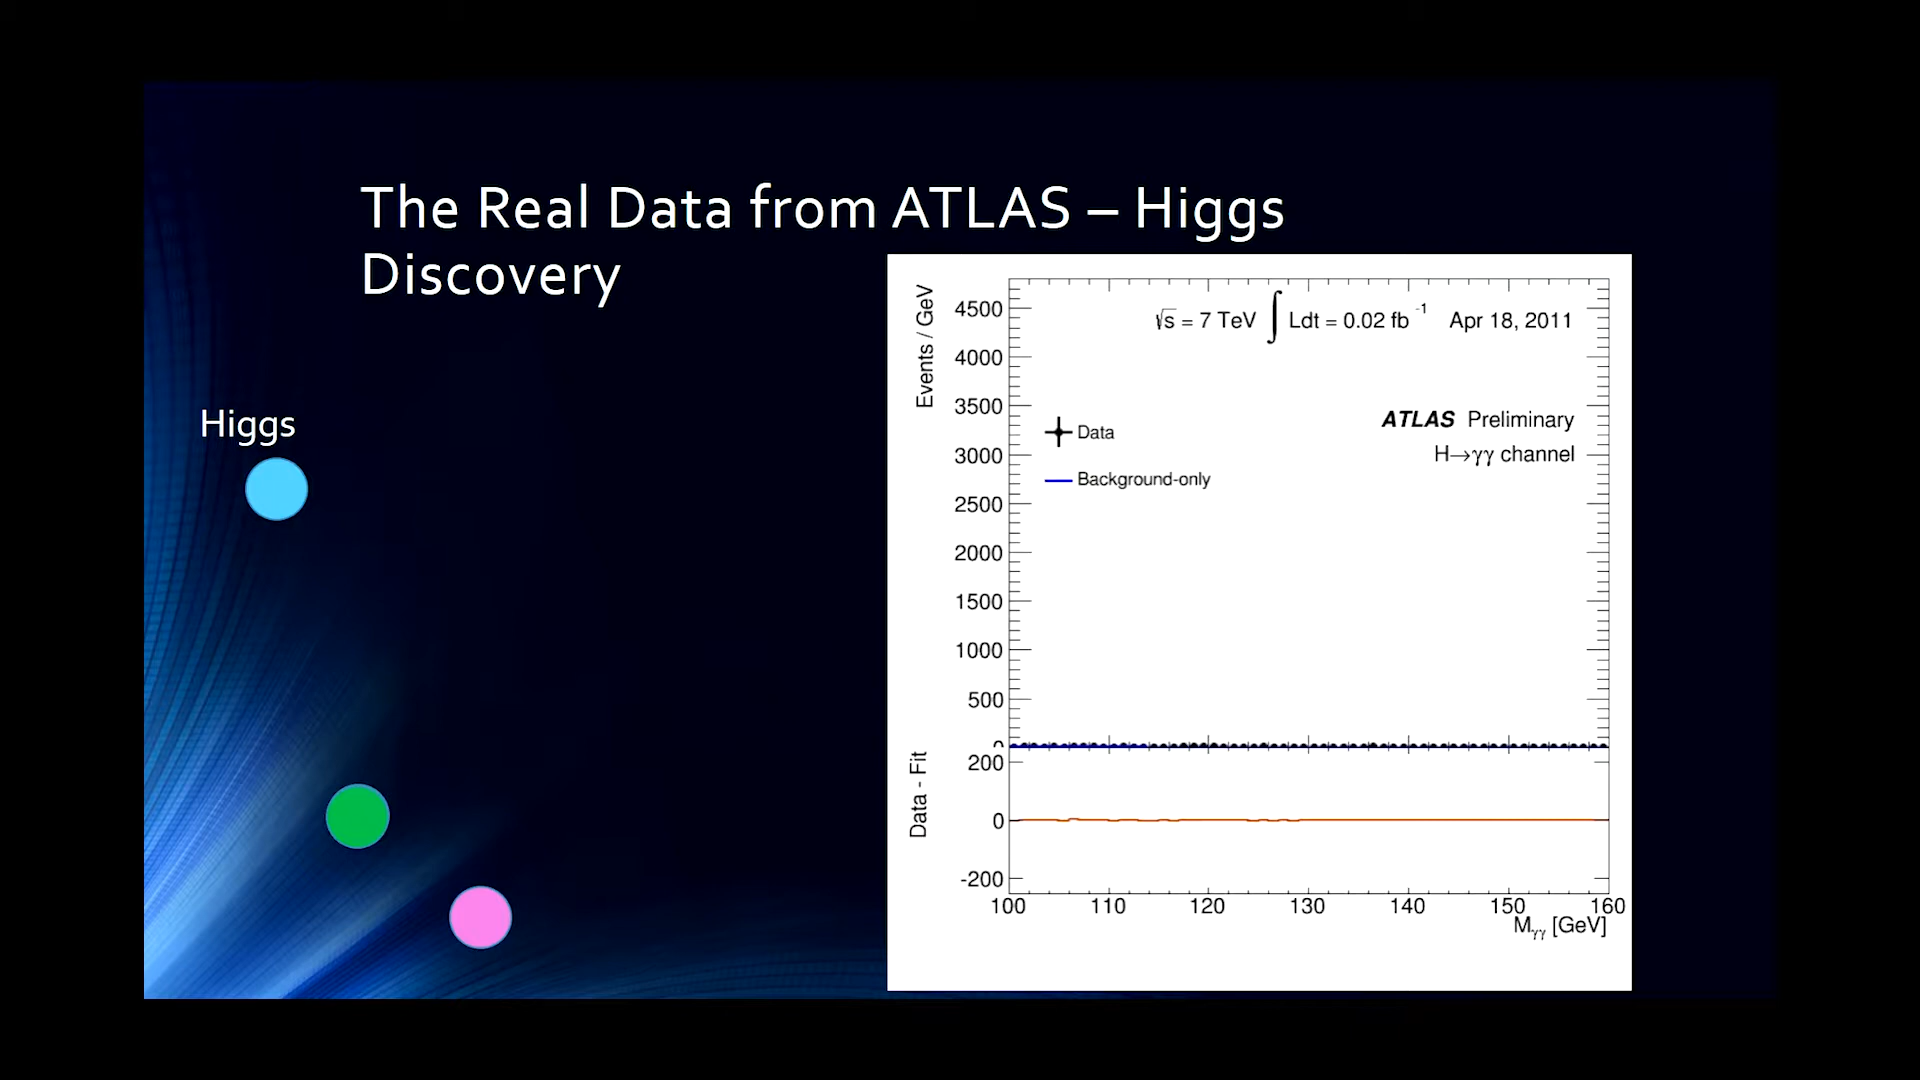 The Real Data from ATLAS – Higgs
Discovery
Higgs
Events / GeV
4500
4000
3500
3000
2500
2000
1500
1000
500
0
√s = 7 TeV ∫ Ldt = 0.02 fb⁻¹ Apr 18, 2011
ATLAS Preliminary
H→γγ channel
Data
Background-only
Data - Fit
200
0
-200
100 110 120 130 140 150 160
Mγγ [GeV]